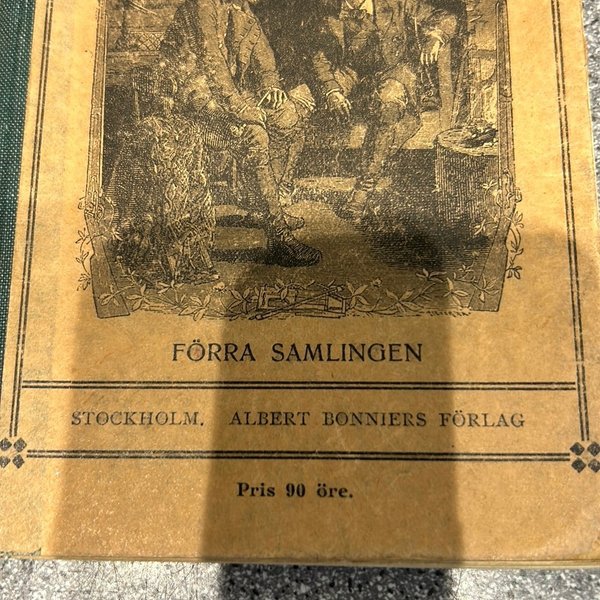 FÖRRA SAMLINGEN
STOCKHOLM. ALBERT BONNIERS FÖRLAG
Pris 90 öre.